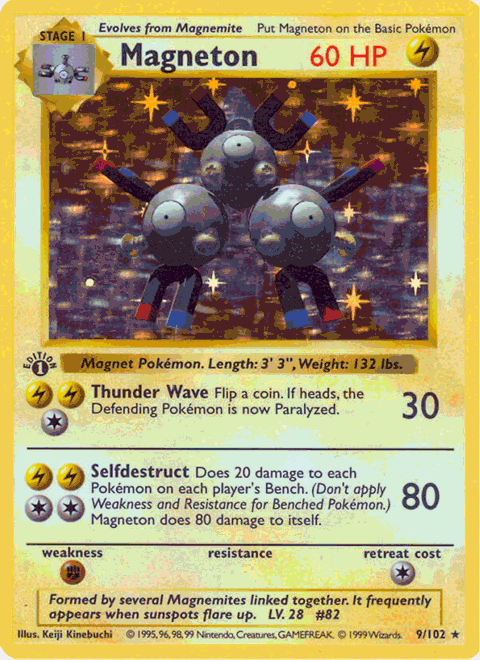 Evolves from Magnemite Put Magneton on the Basic Pokémon
STAGE 1
Magneton 60 HP
EDITION
1
Magnet Pokémon. Length: 3' 3", Weight: 132 lbs.
Thunder Wave Flip a coin. If heads, the
Defending Pokémon is now Paralyzed.
30
Selfdestruct Does 20 damage to each
Pokémon on each player's Bench. (Don't apply
Weakness and Resistance for Benched Pokémon.)
Magneton does 80 damage to itself.
80
weakness resistance retreat cost
Formed by several Magnemites linked together. It frequently
appears when sunspots flare up. LV. 28 #82
Illus. Keiji Kinebuchi © 1995, 96, 98, 99 Nintendo, Creatures, GAMEFREAK. © 1999 Wizards. 9/102 ★